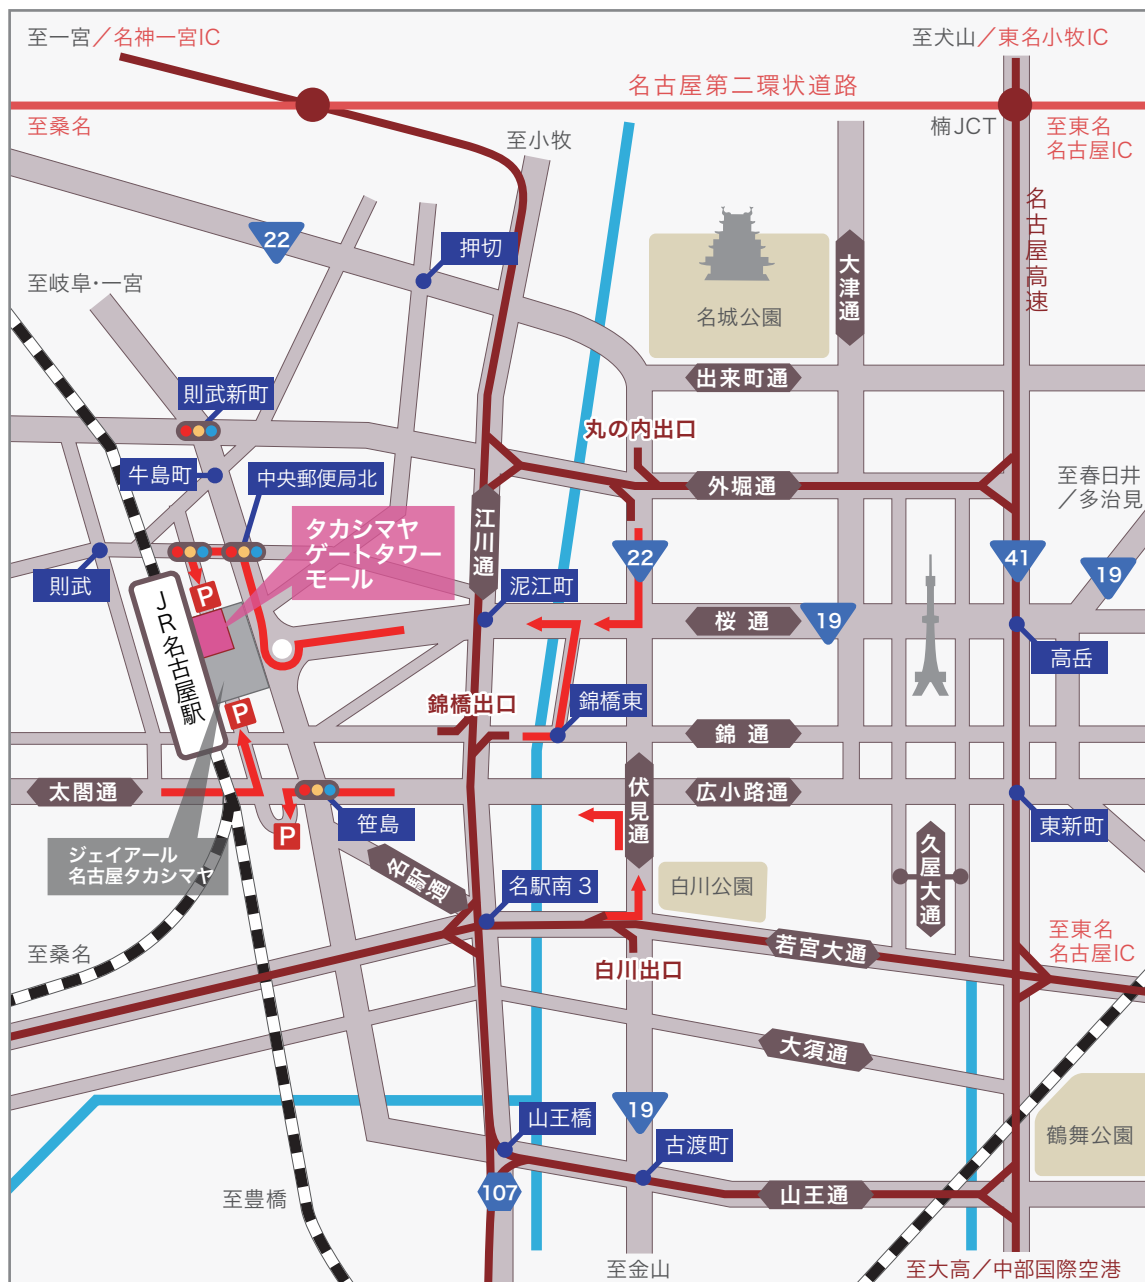 至一宮／名神一宮IC
至犬山／東名小牧IC
名古屋第二環状道路
至桑名
至小牧
楠JCT
至東名
名古屋IC
名古屋高速
22
押切
大津通
至岐阜・一宮
名城公園
出来町通
則武新町
丸の内出口
牛島町
中央郵便局北
外堀通
至春日井
／多治見
タカシマヤ
ゲートタワー
モール
江川通
22
41
19
則武
泥江町
P
JR名古屋駅
桜通
19
高岳
錦橋出口
錦橋東
P
錦通
太閤通
伏見通
広小路通
笹島
P
東新町
ジェイアール
名古屋タカシマヤ
名駅通
名駅南3
白川公園
久屋大通
至桑名
若宮大通
至東名
名古屋IC
白川出口
大須通
山王橋
19
古渡町
鶴舞公園
至豊橋
107
山王通
至金山
至大高／中部国際空港